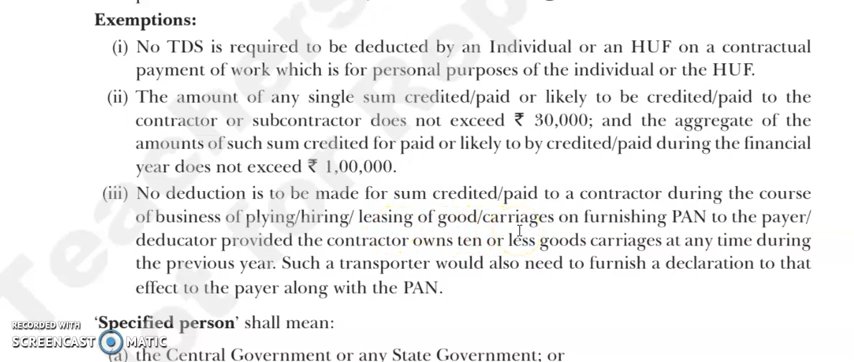 Exemptions:
(i) No TDS is required to be deducted by an Individual or an HUF on a contractual
payment of work which is for personal purposes of the individual or the HUF.
(ii) The amount of any single sum credited/paid or likely to be credited/paid to the
contractor or subcontractor does not exceed ₹ 30,000; and the aggregate of the
amounts of such sum credited for paid or likely to by credited/paid during the financial
year does not exceed ₹ 1,00,000.
(iii) No deduction is to be made for sum credited/paid to a contractor during the course
of business of plying/hiring/ leasing of good/carriages on furnishing PAN to the payer/
deducator provided the contractor owns ten or less goods carriages at any time during
the previous year. Such a transporter would also need to furnish a declaration to that
effect to the payer along with the PAN.
RECORDED WITH
SCREENCAST MATIC
'Specified person' shall mean:
(a) the Central Government or any State Government; or